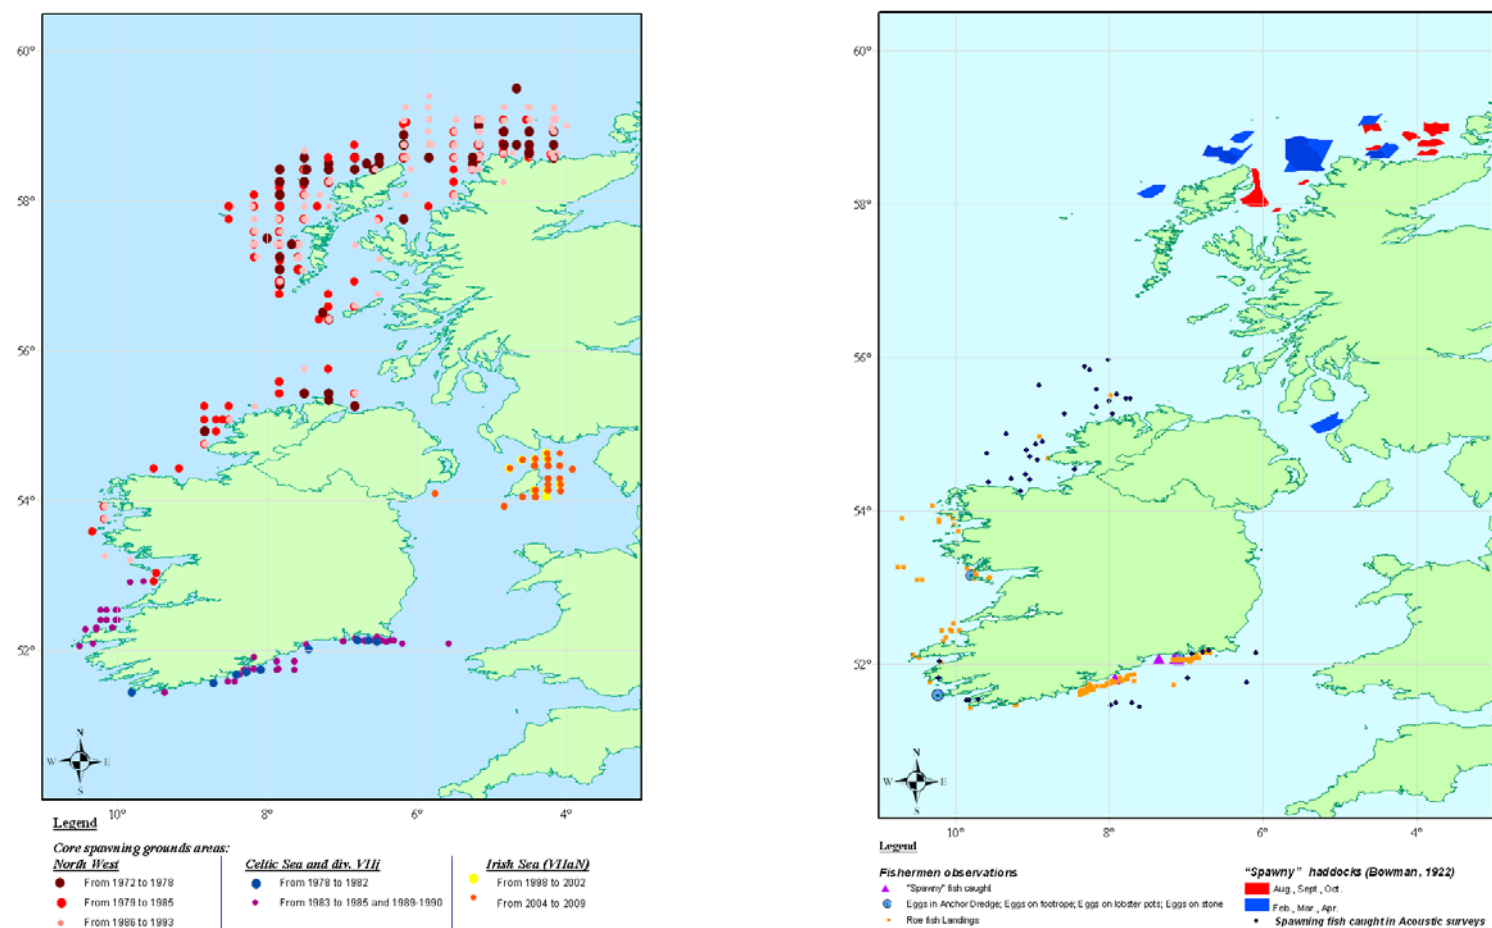 60°
58°
56°
54°
52°
N
W E
S
10° 8° 6° 4°
Legend
Core spawning grounds areas:
North West
From 1972 to 1978
From 1979 to 1985
From 1986 to 1993
Celtic Sea and div. VIIj
From 1978 to 1982
From 1983 to 1985 and 1989-1990
Irish Sea (VIIaN)
From 1998 to 2002
From 2004 to 2009
60°
58°
56°
54°
52°
N
W E
S
10° 8° 6° 4°
Legend
Fishermen observations
"Spawny" fish caught
Eggs in Anchor Dredge; Eggs on footrope; Eggs on lobster pots; Eggs on stone
Roe fish Landings
"Spawny" haddocks (Bowman, 1922)
Aug., Sept., Oct.
Feb., Mar., Apr.
Spawning fish caught in Acoustic surveys